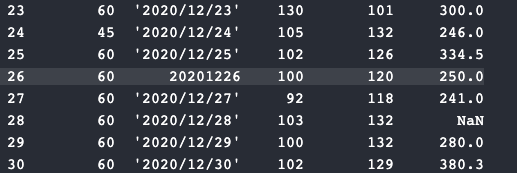 23 60 '2020/12/23' 130 101 300.0
24 45 '2020/12/24' 105 132 246.0
25 60 '2020/12/25' 102 126 334.5
26 60 20201226 100 120 250.0
27 60 '2020/12/27' 92 118 241.0
28 60 '2020/12/28' 103 132 NaN
29 60 '2020/12/29' 100 132 280.0
30 60 '2020/12/30' 102 129 380.3